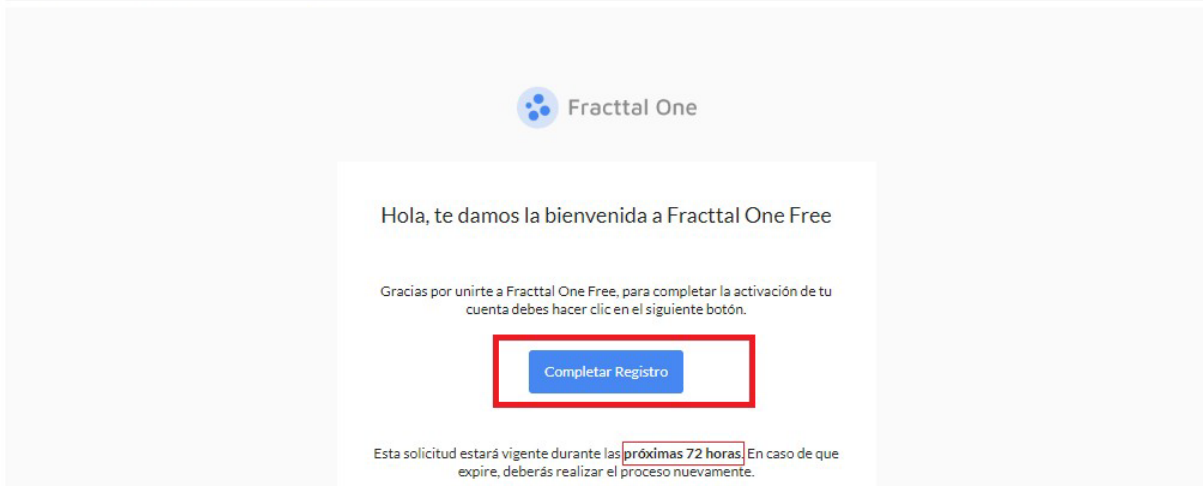 Fracttal One
Hola, te damos la bienvenida a Fracttal One Free
Gracias por unirte a Fracttal One Free, para completar la activación de tu
cuenta debes hacer clic en el siguiente botón.
Completar Registro
Esta solicitud estará vigente durante las próximas 72 horas. En caso de que
expire, deberás realizar el proceso nuevamente.